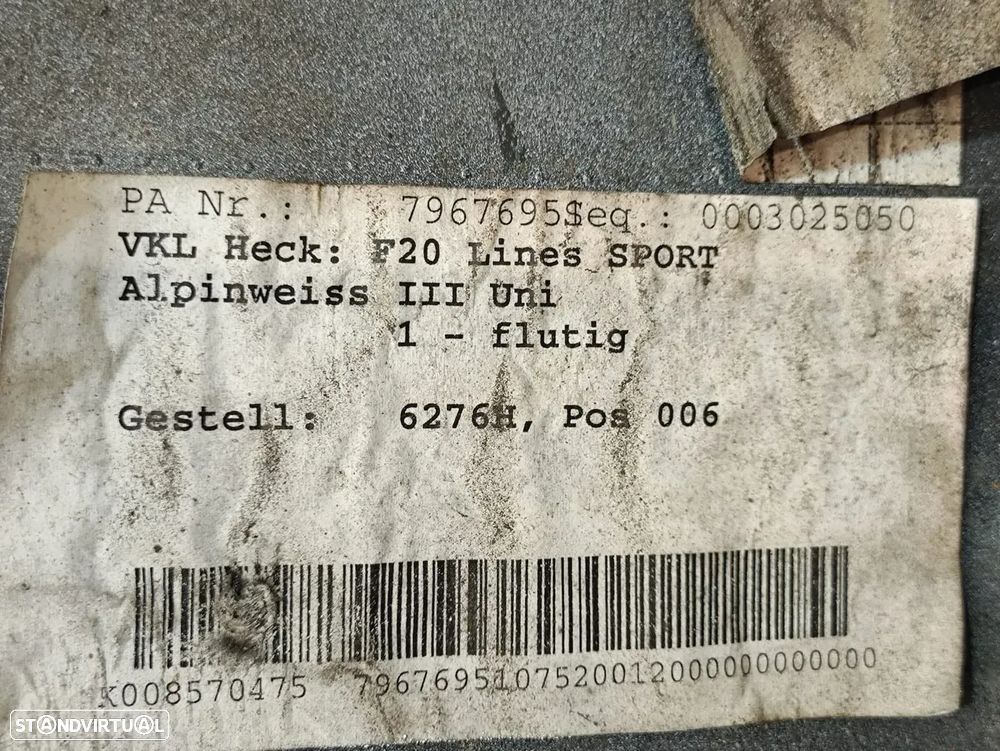 PA Nr.: 7967695Seq.: 0003025050
VKL Heck: F20 Lines SPORT
Alpinweiss III Uni
1 - flutig
Gestell: 6276H, Pos 006
K008570475 79676951075200120000000000000
STANDVIRTUAL